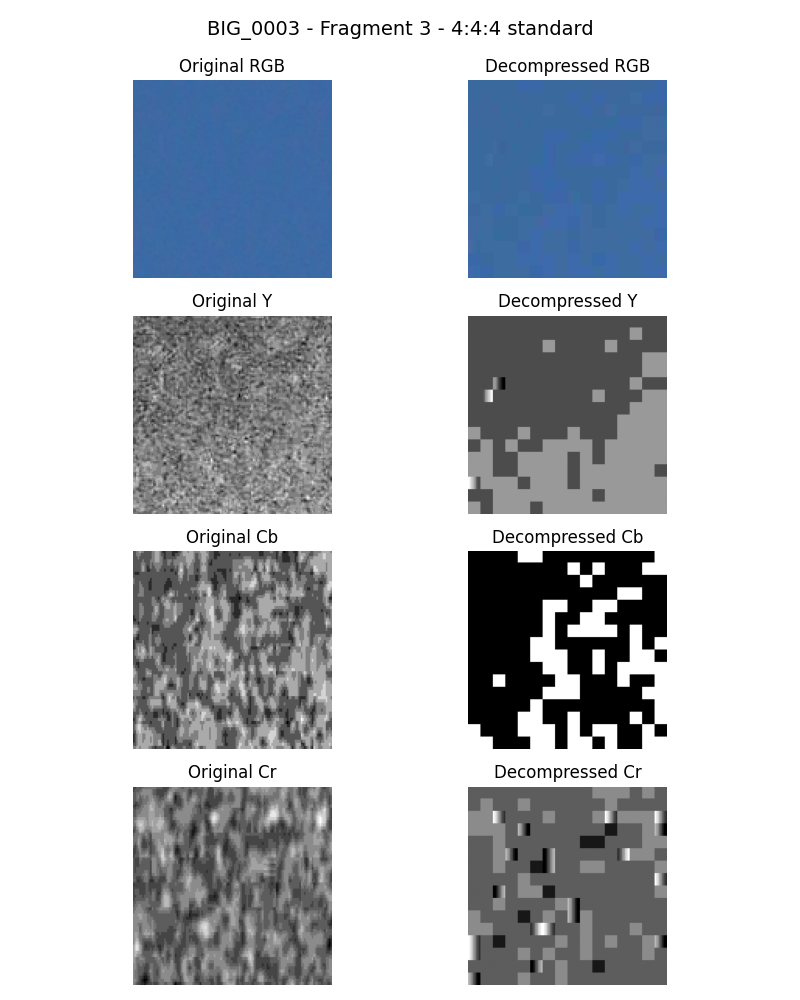 BIG_0003 - Fragment 3 - 4:4:4 standard
Original RGB
Decompressed RGB
Original Y
Decompressed Y
Original Cb
Decompressed Cb
Original Cr
Decompressed Cr